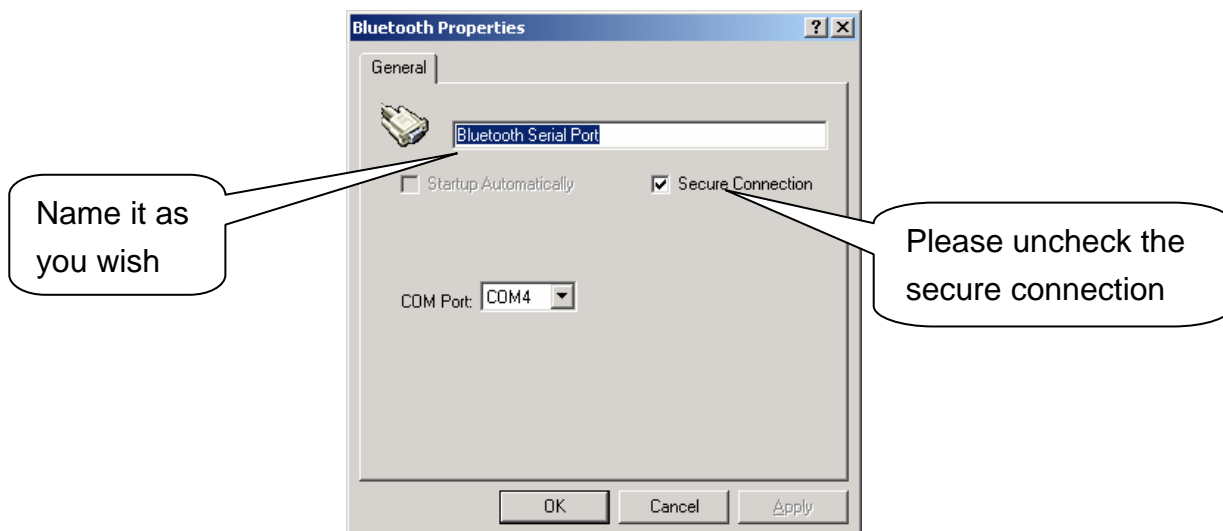 Bluetooth Properties
General
Bluetooth Serial Port
Startup Automatically
Secure Connection
Name it as
you wish
Please uncheck the
secure connection
COM Port: COM4
OK
Cancel
Apply